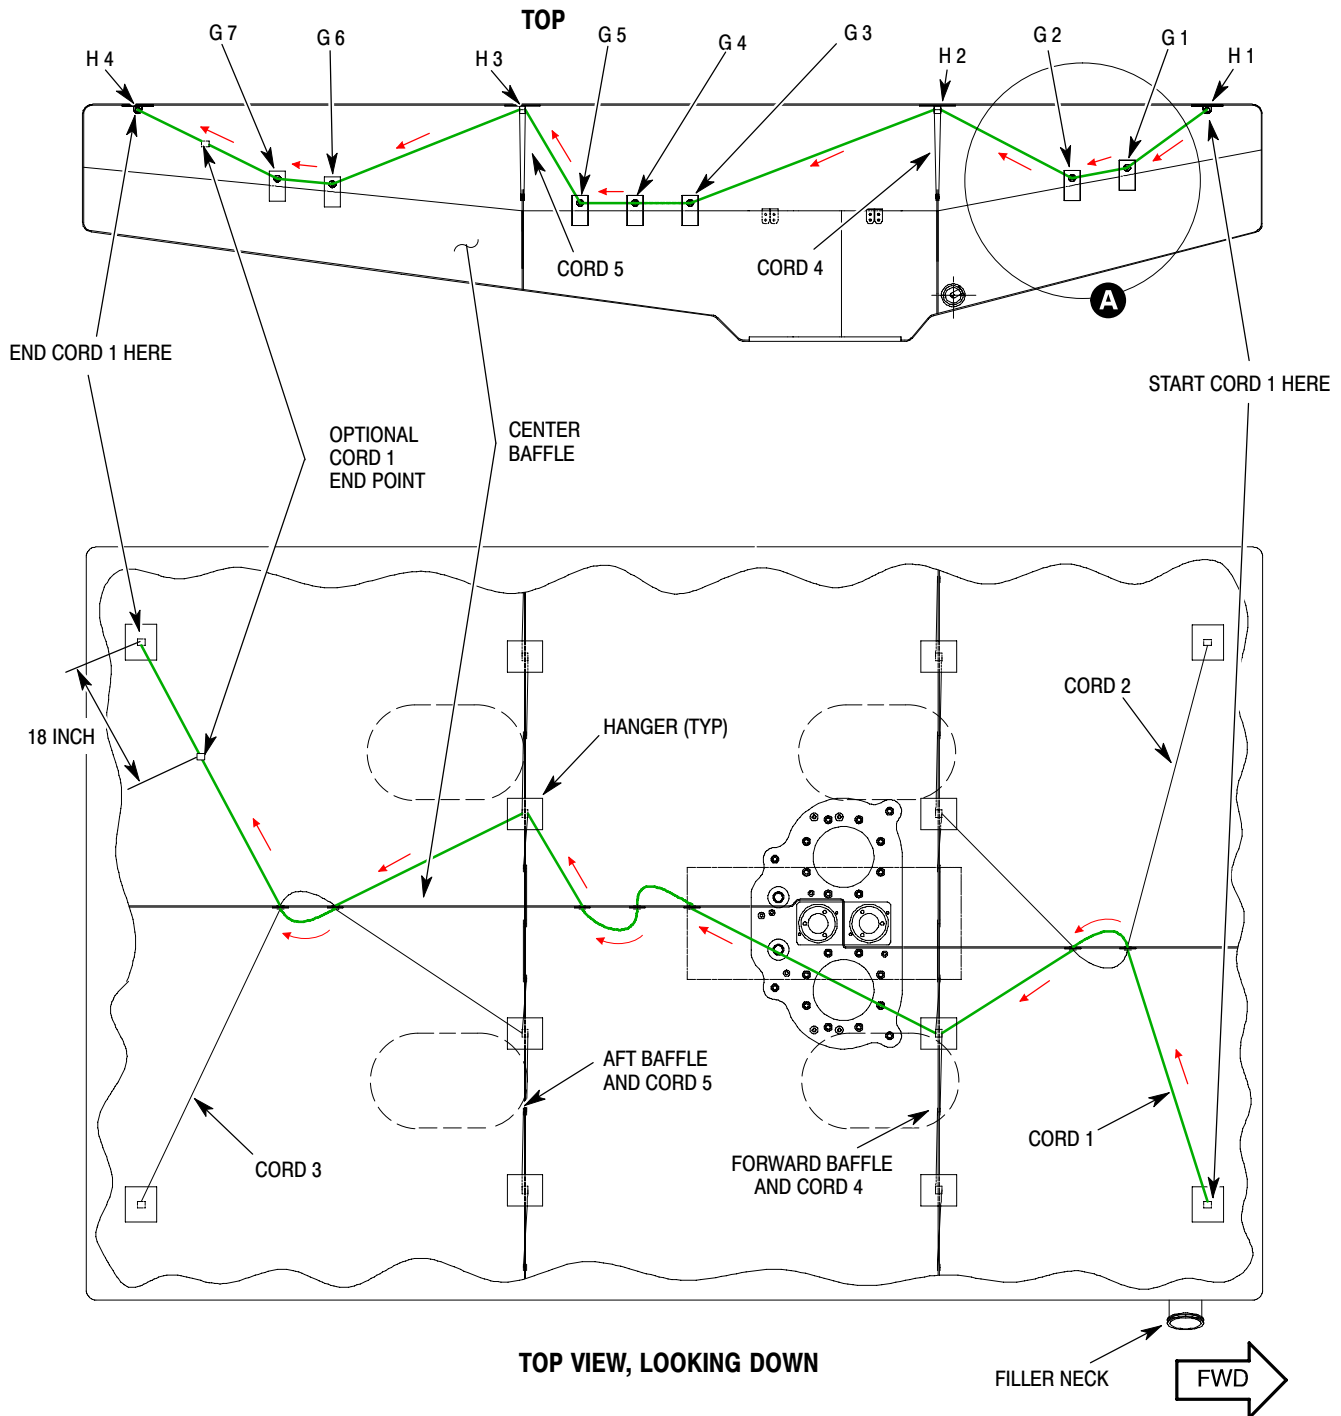 TOP
H 4
G 7
G 6
H 3
G 5
G 4
G 3
H 2
G 2
G 1
H 1
CORD 5
CORD 4
A
END CORD 1 HERE
START CORD 1 HERE
OPTIONAL
CORD 1
END POINT
CENTER
BAFFLE
18 INCH
HANGER (TYP)
CORD 2
AFT BAFFLE
AND CORD 5
CORD 3
FORWARD BAFFLE
AND CORD 4
CORD 1
TOP VIEW, LOOKING DOWN
FILLER NECK
FWD